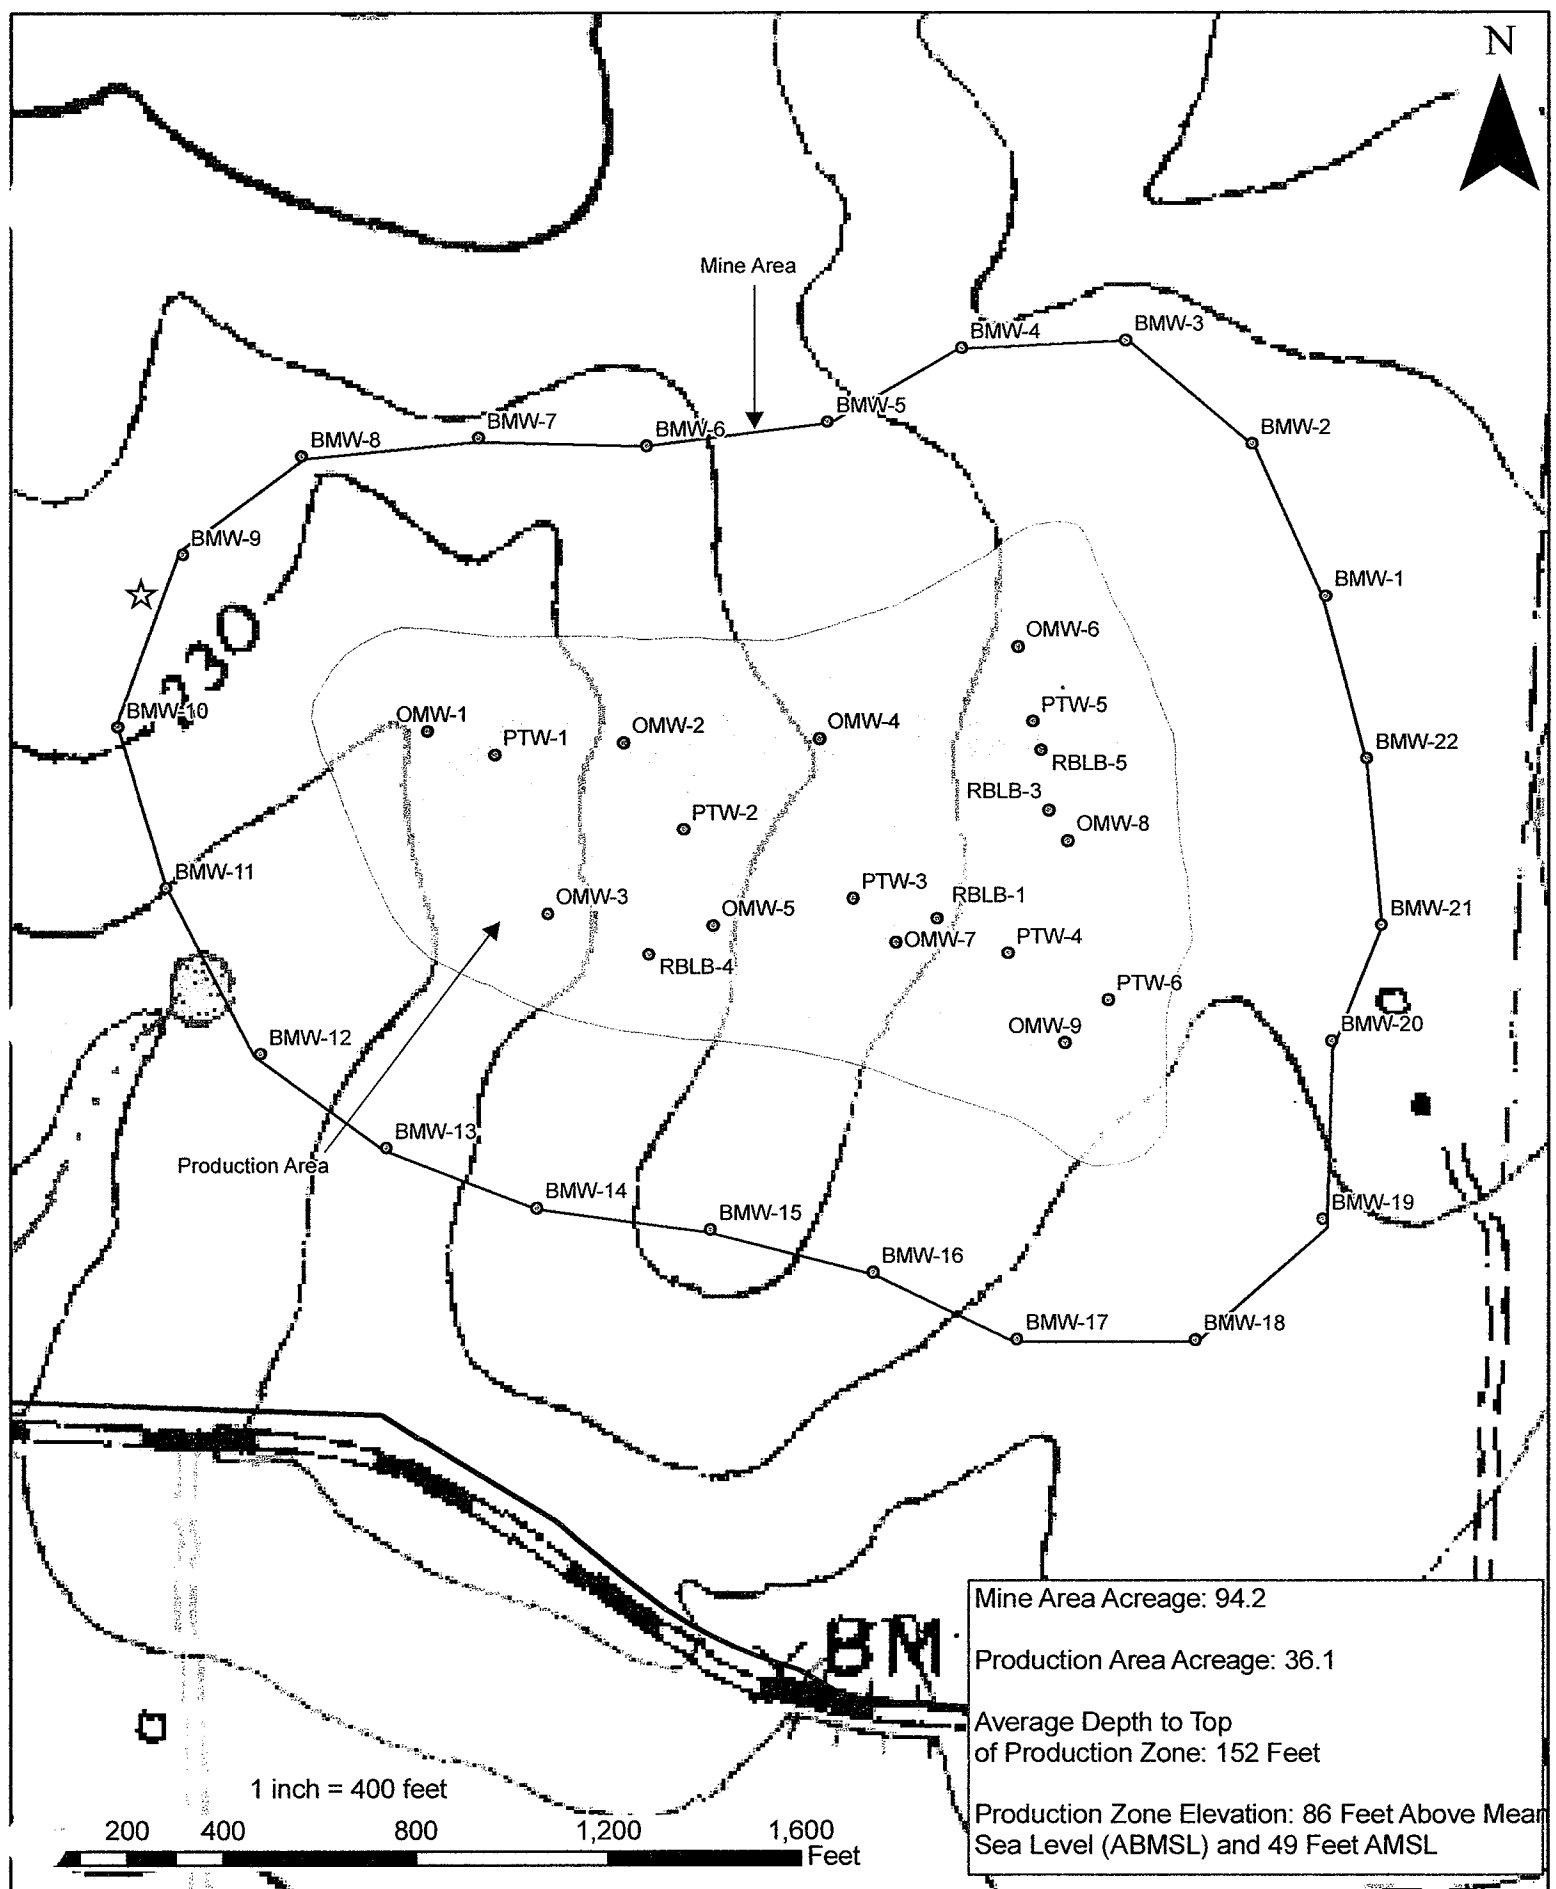 N
Mine Area
BMW-4
BMW-3
BMW-5
BMW-7
BMW-6
BMW-8
BMW-2
BMW-9
BMW-1
330
OMW-6
BMW-10
OMW-1
PTW-1
OMW-2
OMW-4
PTW-5
BMW-22
RBLB-5
RBLB-3
PTW-2
OMW-8
BMW-11
OMW-3
OMW-5
PTW-3
RBLB-1
BMW-21
OMW-7
PTW-4
RBLB-4
PTW-6
BMW-12
OMW-9
BMW-20
BMW-13
Production Area
BMW-14
BMW-15
BMW-19
BMW-16
BMW-17
BMW-18
BM
Mine Area Acreage: 94.2
Production Area Acreage: 36.1
Average Depth to Top
of Production Zone: 152 Feet
Production Zone Elevation: 86 Feet Above Mean
Sea Level (ABMSL) and 49 Feet AMSL
1 inch = 400 feet
200 400 800 1,200 1,600
Feet